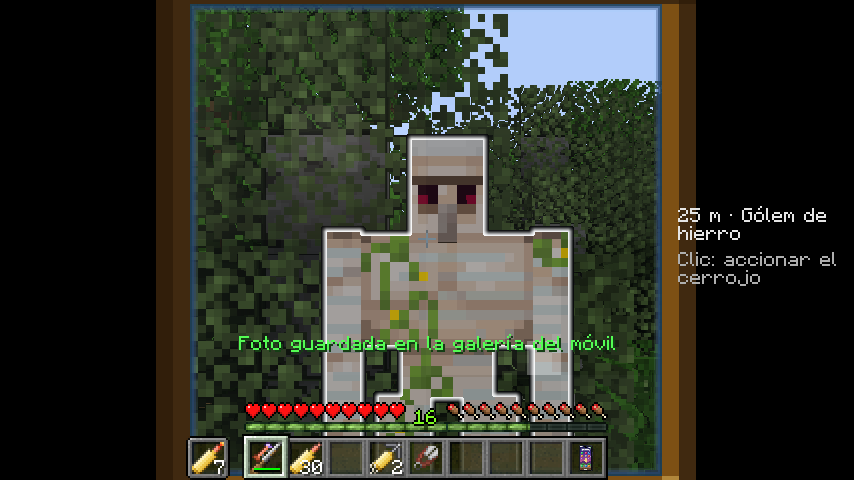 25 m · Gólem de
hierro
Clic: accionar el
cerrojo
Foto guardada en la galería del móvil
16
7
30
2